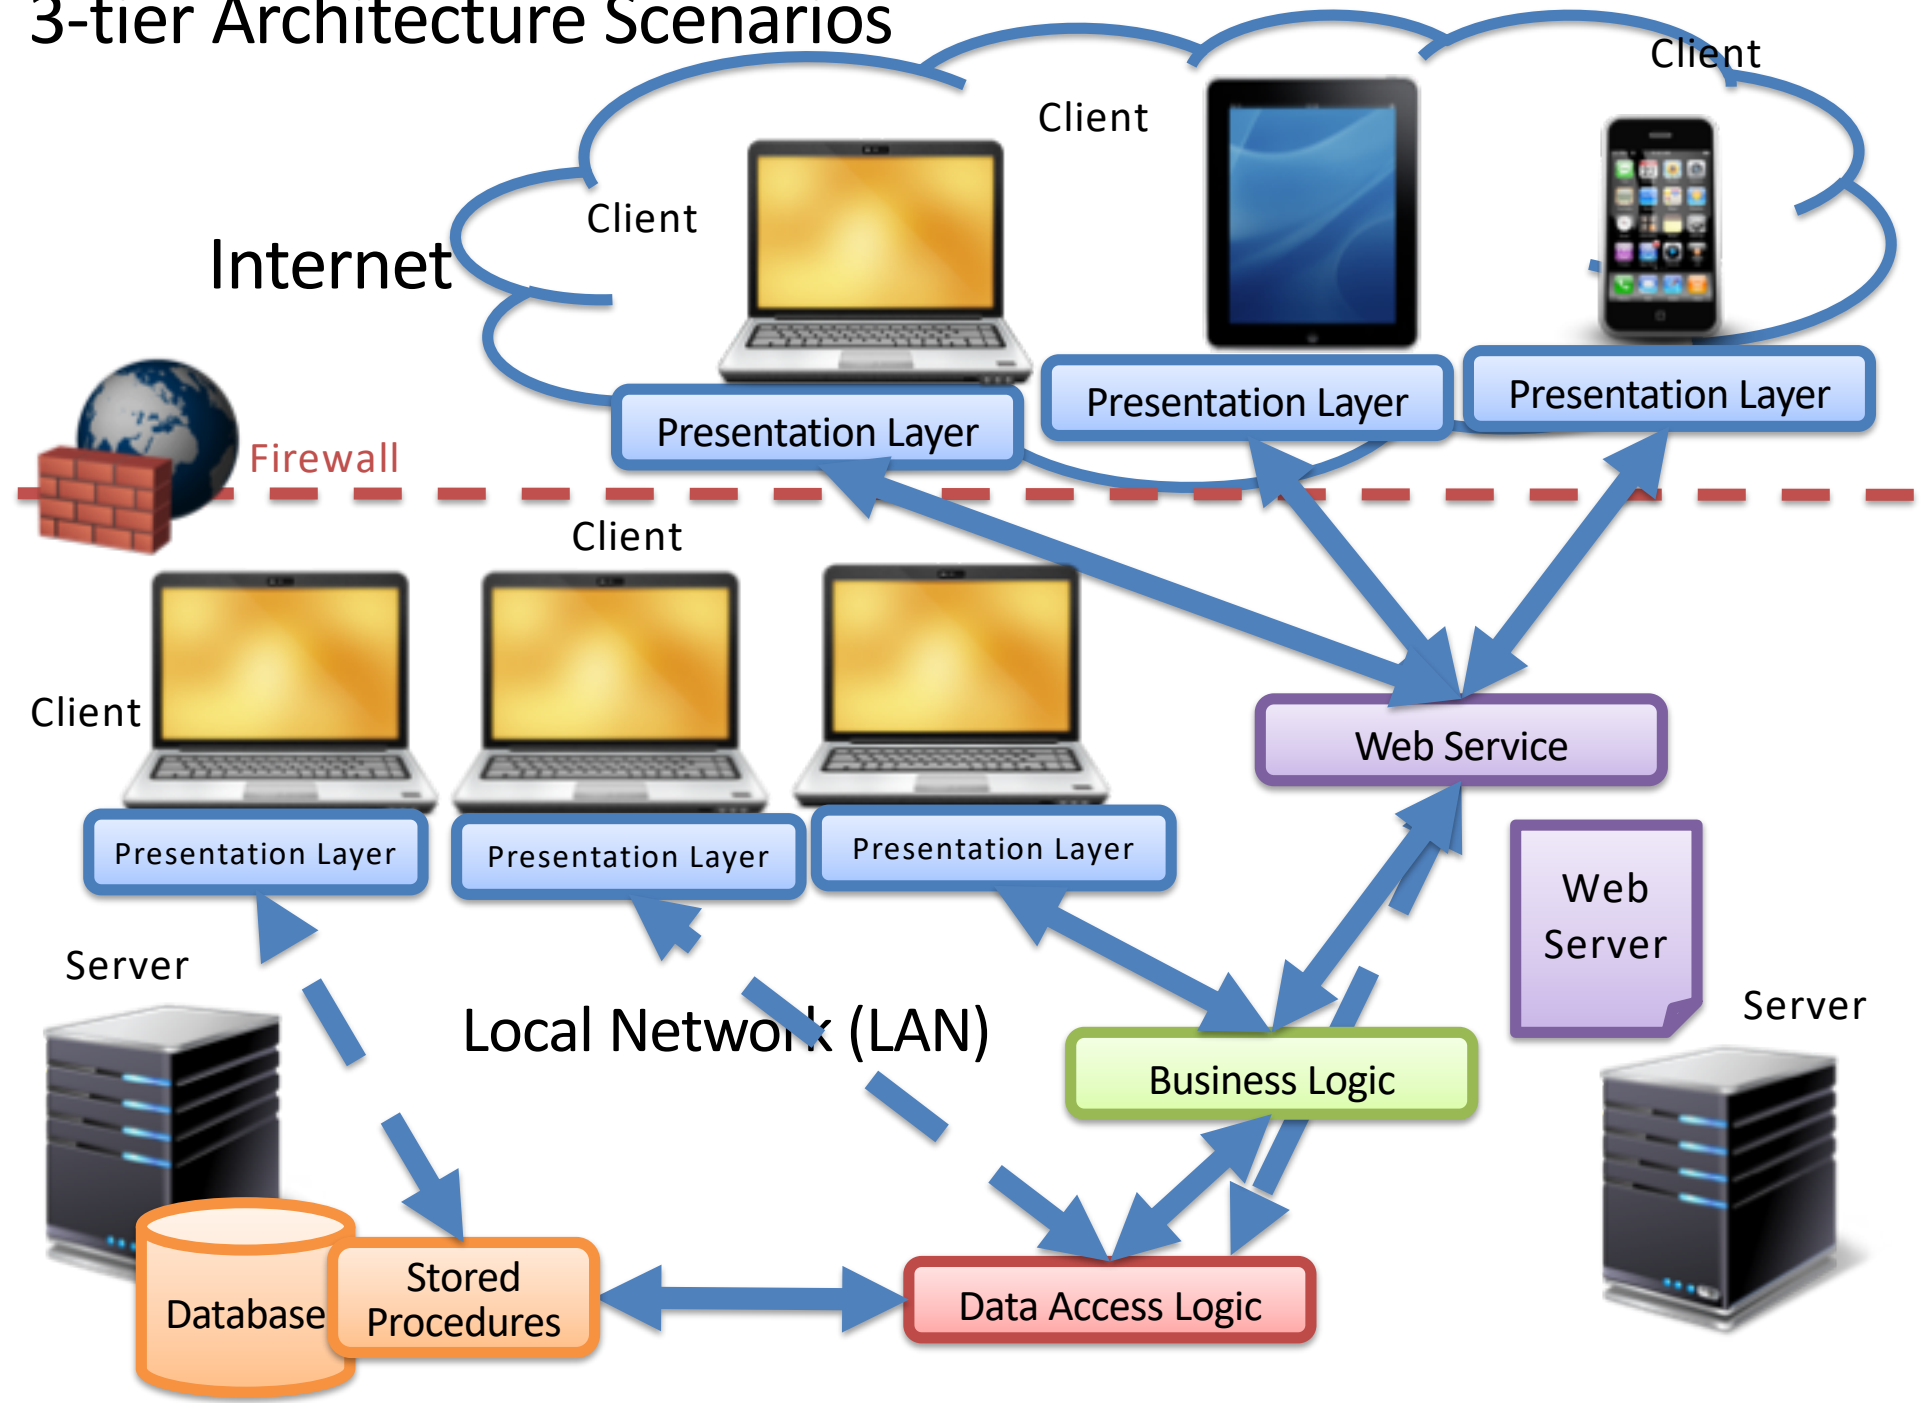 3-tier Architecture Scenarios
Client
Client
Client
Internet
Presentation Layer
Presentation Layer
Presentation Layer
Firewall
Client
Client
Web Service
Presentation Layer
Presentation Layer
Presentation Layer
Web
Server
Server
Server
Local Network (LAN)
Business Logic
Stored
Procedures
Database
Data Access Logic